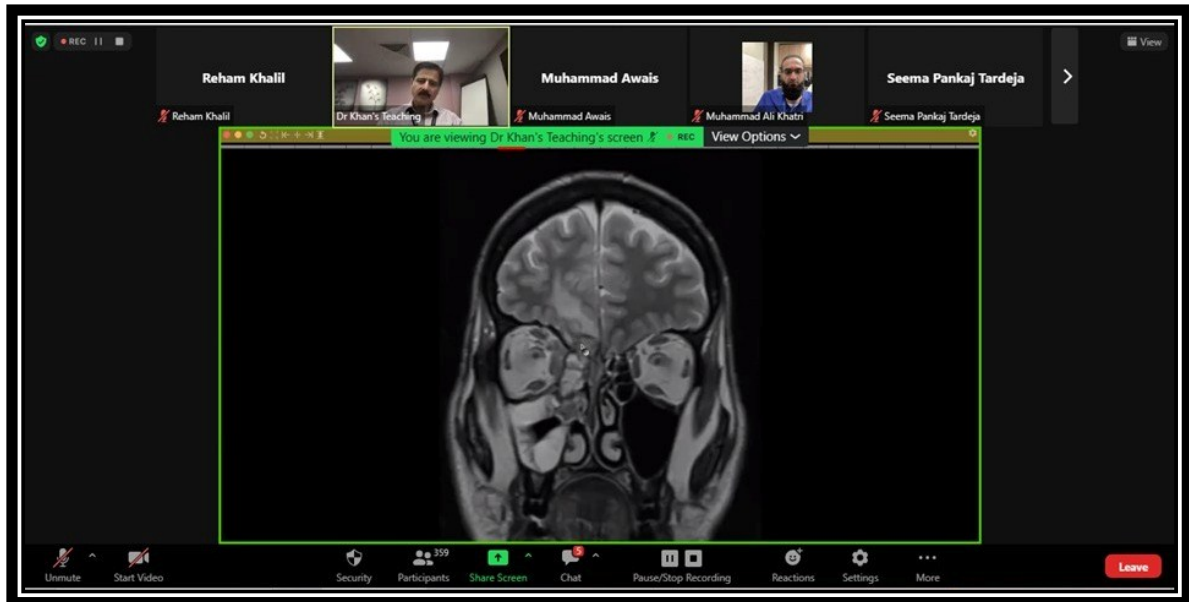 REC
View
Reham Khalil
Muhammad Awais
Seema Pankaj Tardeja
Reham Khalil
Dr Khan's Teaching
Muhammad Awais
Muhammad Ali Khatri
Seema Pankaj Tardeja
You are viewing Dr Khan's Teaching's screen REC View Options
359
5
Unmute
Start Video
Security
Participants
Share Screen
Chat
Pause/Stop Recording
Reactions
Settings
More
Leave